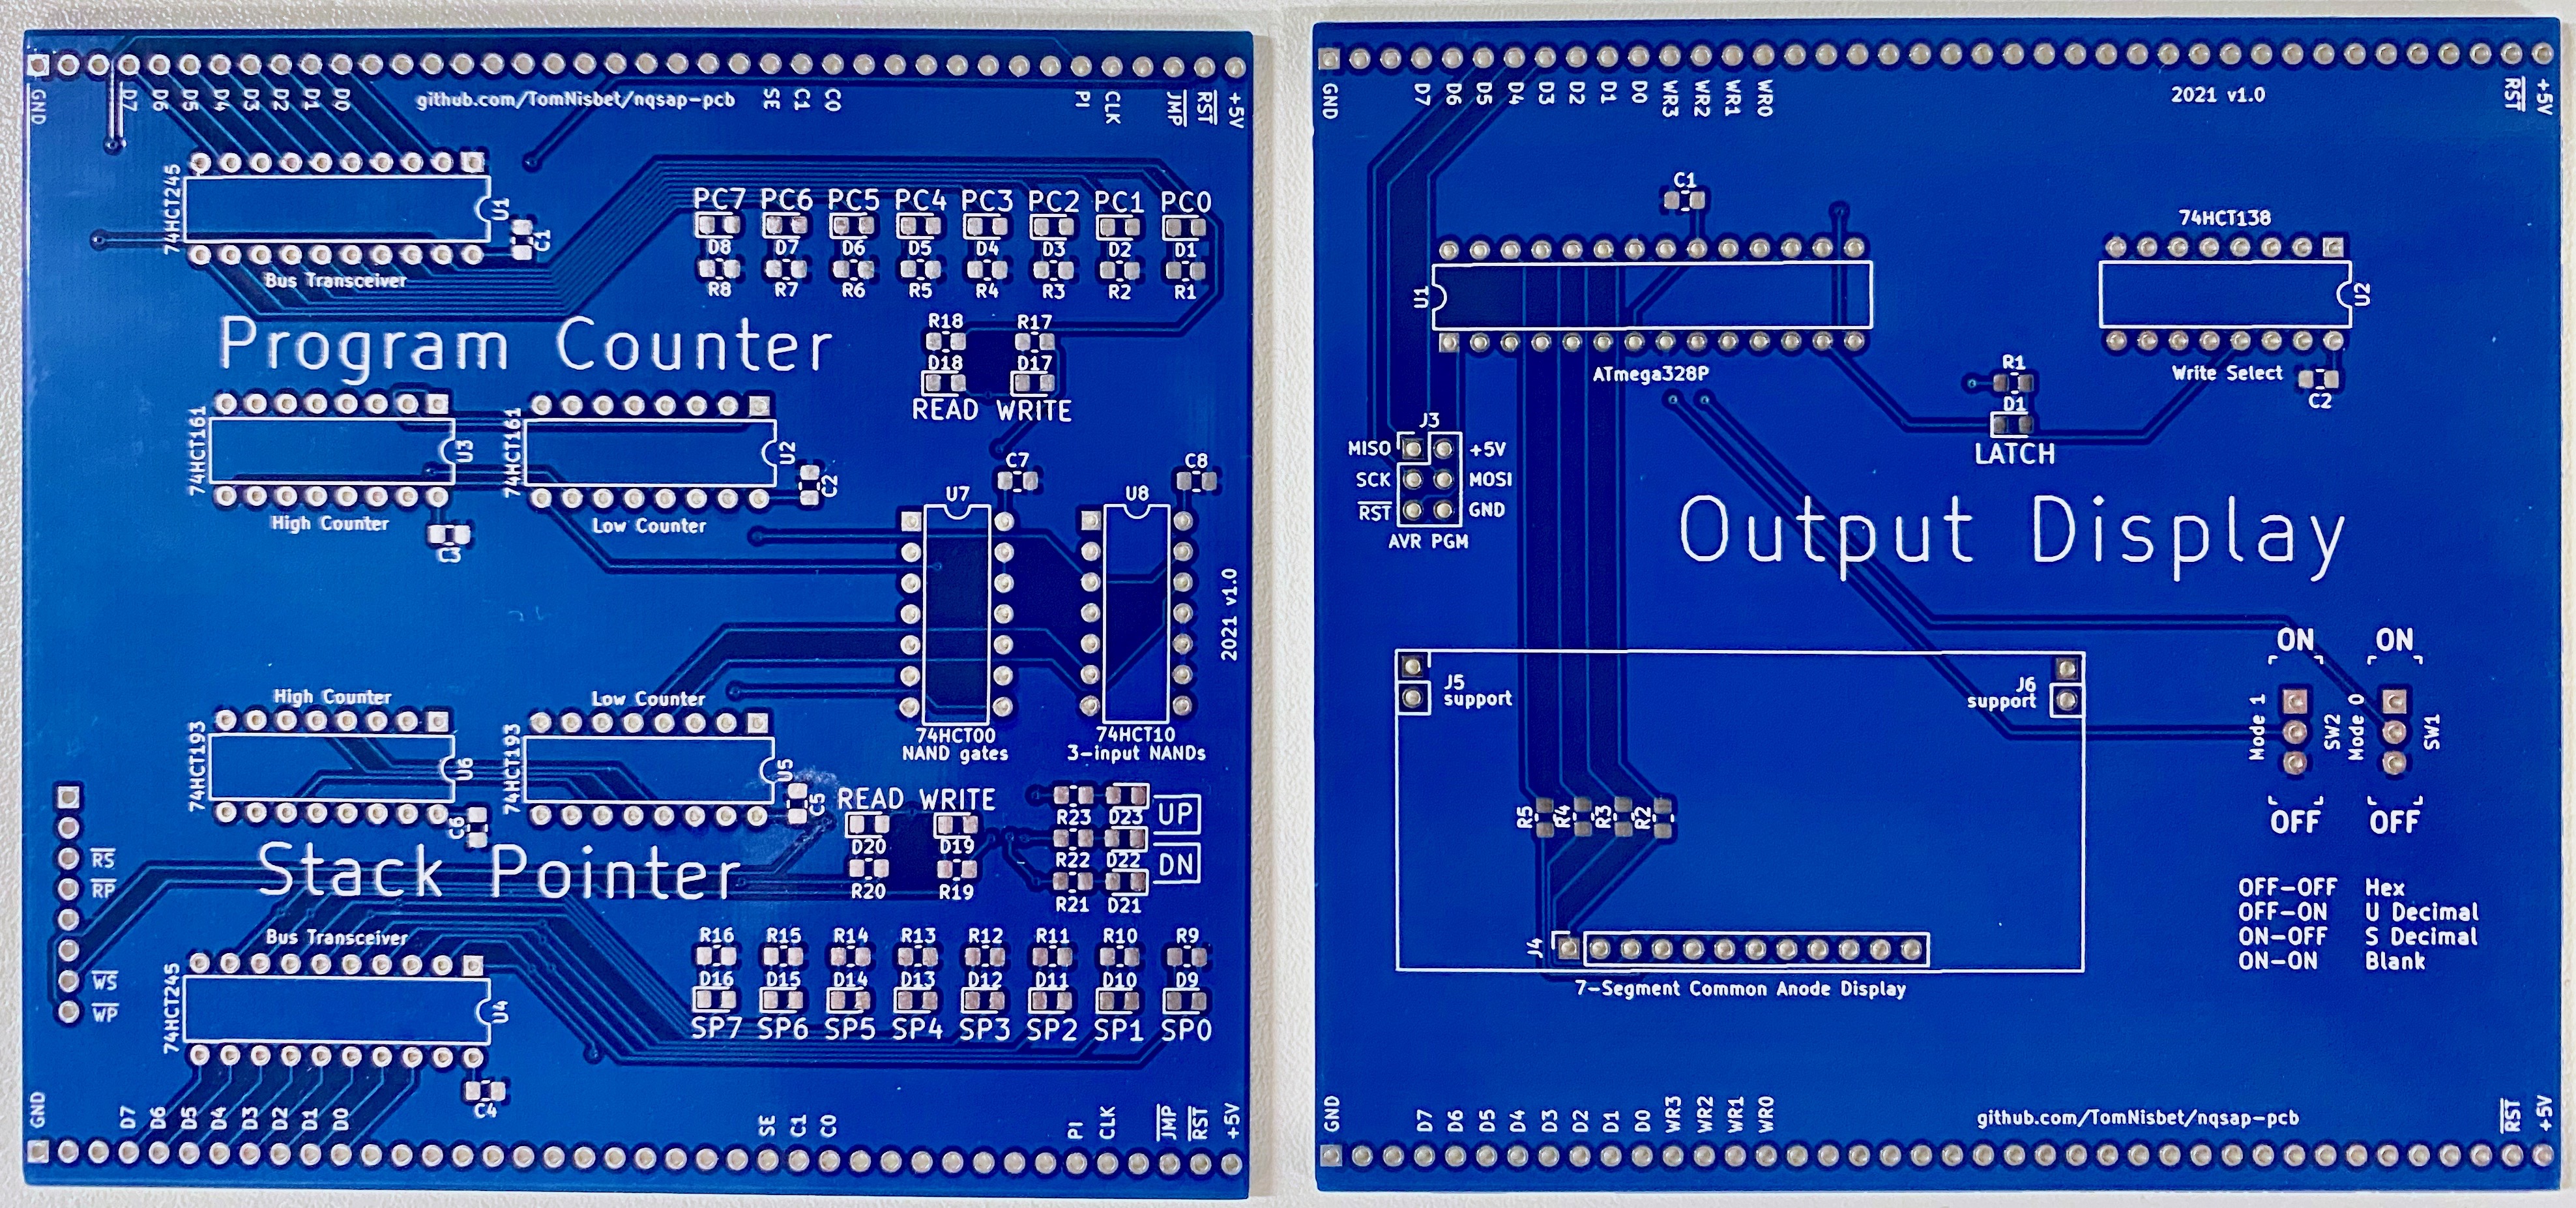 GND D7 D6 D5 D4 D3 D2 D1 D0 github.com/TomNisbet/nqsap-pcb SE C1 C0 PI CLK JMP RST +5V
74HCT245 U1 C1
Bus Transceiver
PC7 PC6 PC5 PC4 PC3 PC2 PC1 PC0
D8 D7 D6 D5 D4 D3 D2 D1
R8 R7 R6 R5 R4 R3 R2 R1
Program Counter
R18 R17
D18 D17
READ WRITE
74HCT161 U3 74HCT161 U2 C2
High Counter Low Counter
C3
C7 C8
U7 U8
2021 v1.0
74HCT00 74HCT10
NAND gates 3-input NANDs
High Counter Low Counter
74HCT193 U6 74HCT193 U5
C6 C5
READ WRITE
D20 D19
R20 R19
R23 D23 UP
R22 D22
DN
R21 D21
RS
RP
WS
WP
Stack Pointer
Bus Transceiver
74HCT245 U4
C4
R16 R15 R14 R13 R12 R11 R10 R9
D16 D15 D14 D13 D12 D11 D10 D9
SP7 SP6 SP5 SP4 SP3 SP2 SP1 SP0
GND D7 D6 D5 D4 D3 D2 D1 D0 SE C1 C0 PI CLK JMP RST +5V
GND D7 D6 D5 D4 D3 D2 D1 D0 WR3 WR2 WR1 WR0 2021 v1.0 RST +5V
C1
U1
ATmega328P
74HCT138
U2
Write Select
C2
R1
D1
LATCH
J3
MISO +5V
SCK MOSI
RST GND
AVR PGM
Output Display
J5
support
J6
support
R5 R4 R3 R2
J4
7-Segment Common Anode Display
ON ON
Mode 1 SW2 Mode 0 SW1
OFF OFF
OFF-OFF Hex
OFF-ON U Decimal
ON-OFF S Decimal
ON-ON Blank
github.com/TomNisbet/nqsap-pcb
GND D7 D6 D5 D4 D3 D2 D1 D0 WR3 WR2 WR1 WR0 RST +5V